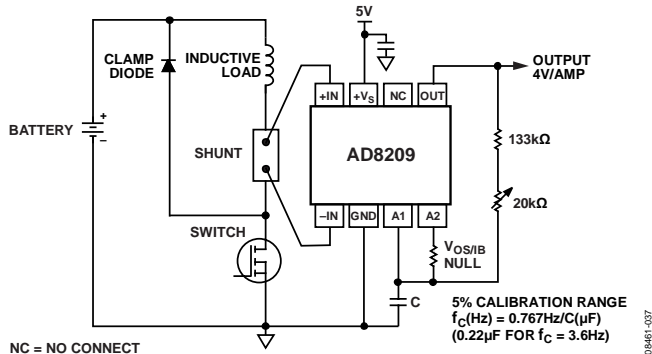 5V
CLAMP
DIODE
INDUCTIVE
LOAD
OUTPUT
4V/AMP
+IN
+VS
NC
OUT
BATTERY
+
–
SHUNT
AD8209
133kΩ
20kΩ
–IN
GND
A1
A2
SWITCH
VOS/IB
NULL
C
5% CALIBRATION RANGE
fC(Hz) = 0.767Hz/C(µF)
(0.22µF FOR fC = 3.6Hz)
NC = NO CONNECT
08461-037